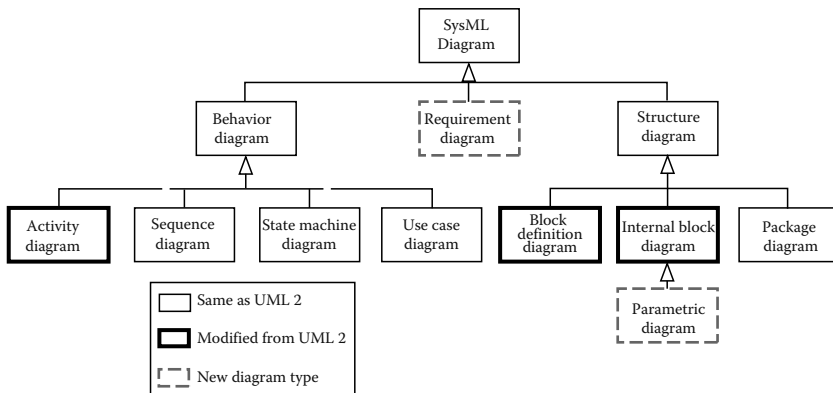 SysML
Diagram
Behavior
diagram
Requirement
diagram
Structure
diagram
Activity
diagram
Sequence
diagram
State machine
diagram
Use case
diagram
Block
definition
diagram
Internal block
diagram
Package
diagram
Parametric
diagram
Same as UML 2
Modified from UML 2
New diagram type